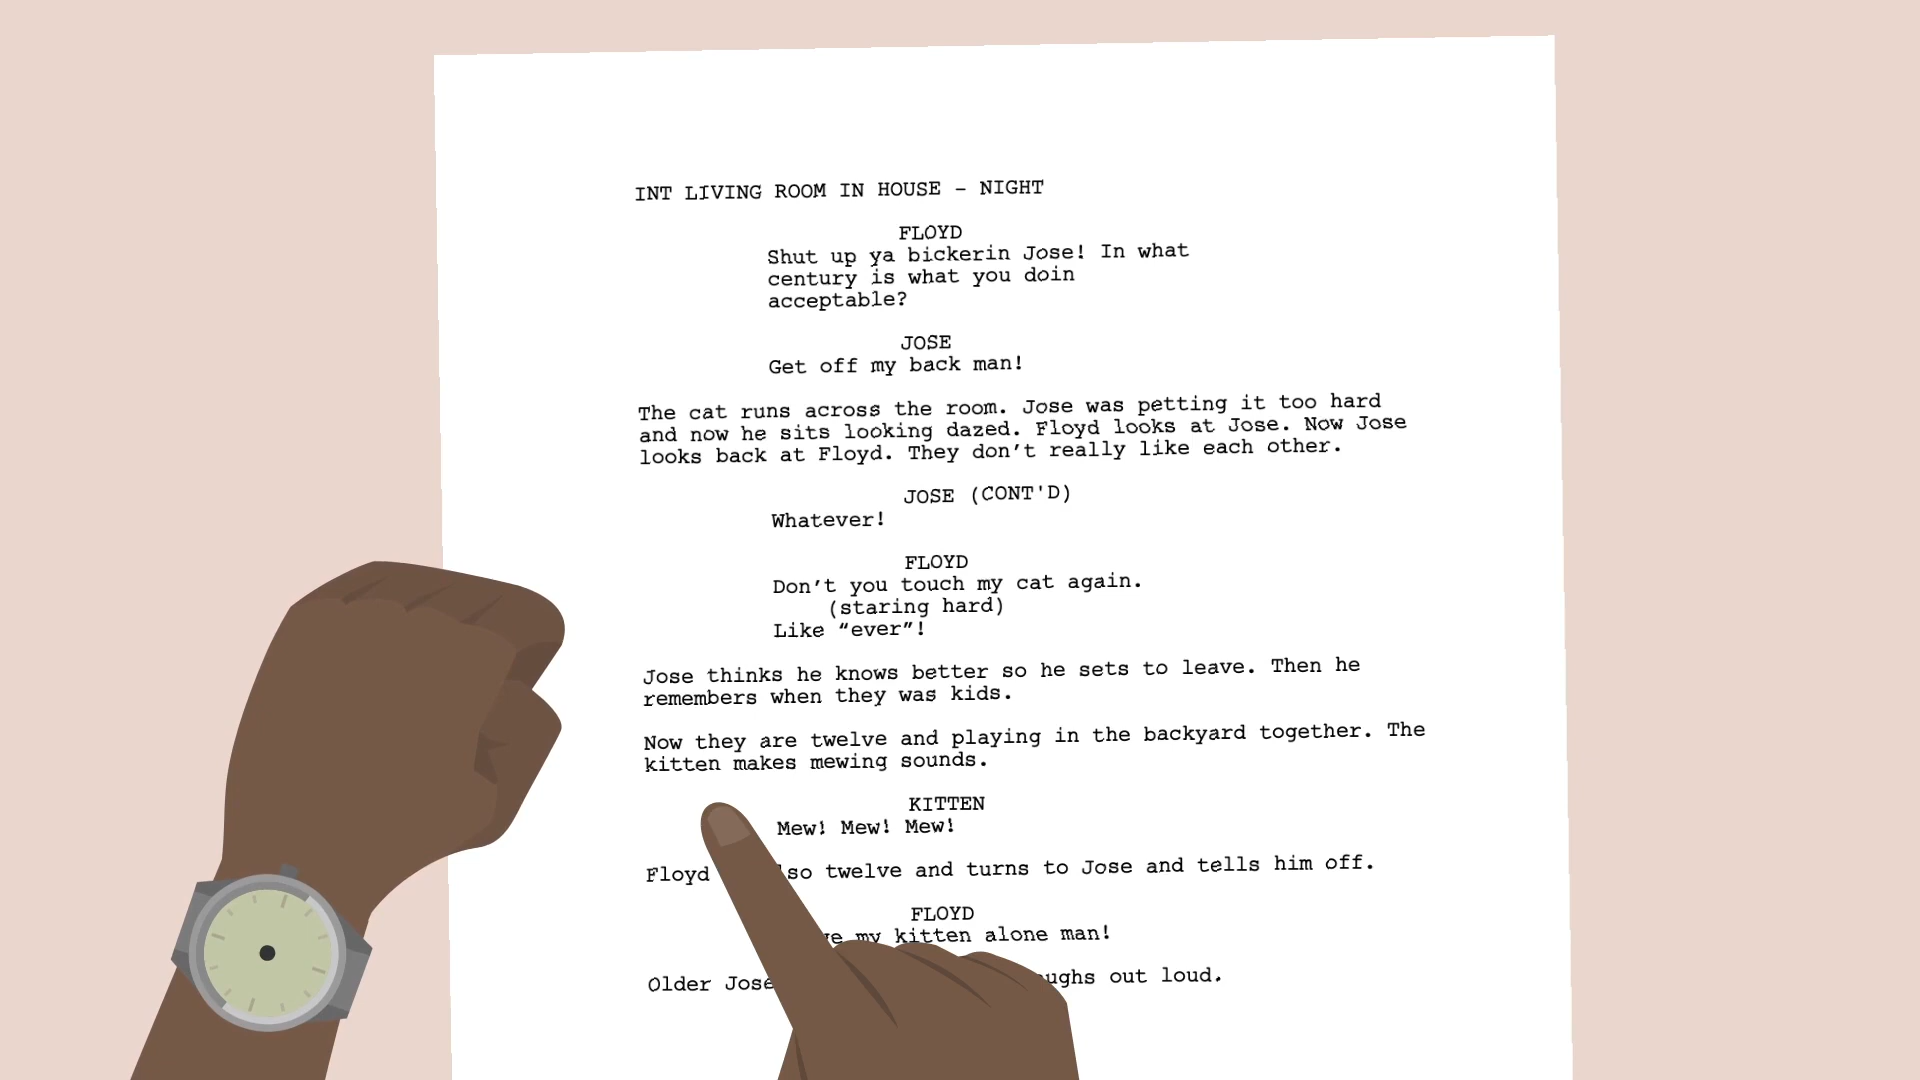 INT LIVING ROOM IN HOUSE – NIGHT
FLOYD
Shut up ya bickerin Jose! In what
century is what you doin
acceptable?
JOSE
Get off my back man!
The cat runs across the room. Jose was petting it too hard
and now he sits looking dazed. Floyd looks at Jose. Now Jose
looks back at Floyd. They don’t really like each other.
JOSE (CONT'D)
Whatever!
FLOYD
Don’t you touch my cat again.
(staring hard)
Like “ever”!
Jose thinks he knows better so he sets to leave. Then he
remembers when they was kids.
Now they are twelve and playing in the backyard together. The
kitten makes mewing sounds.
KITTEN
Mew! Mew! Mew!
Floyd twelve and turns to Jose and tells him off.
FLOYD
my kitten alone man!
Older Jose out loud.